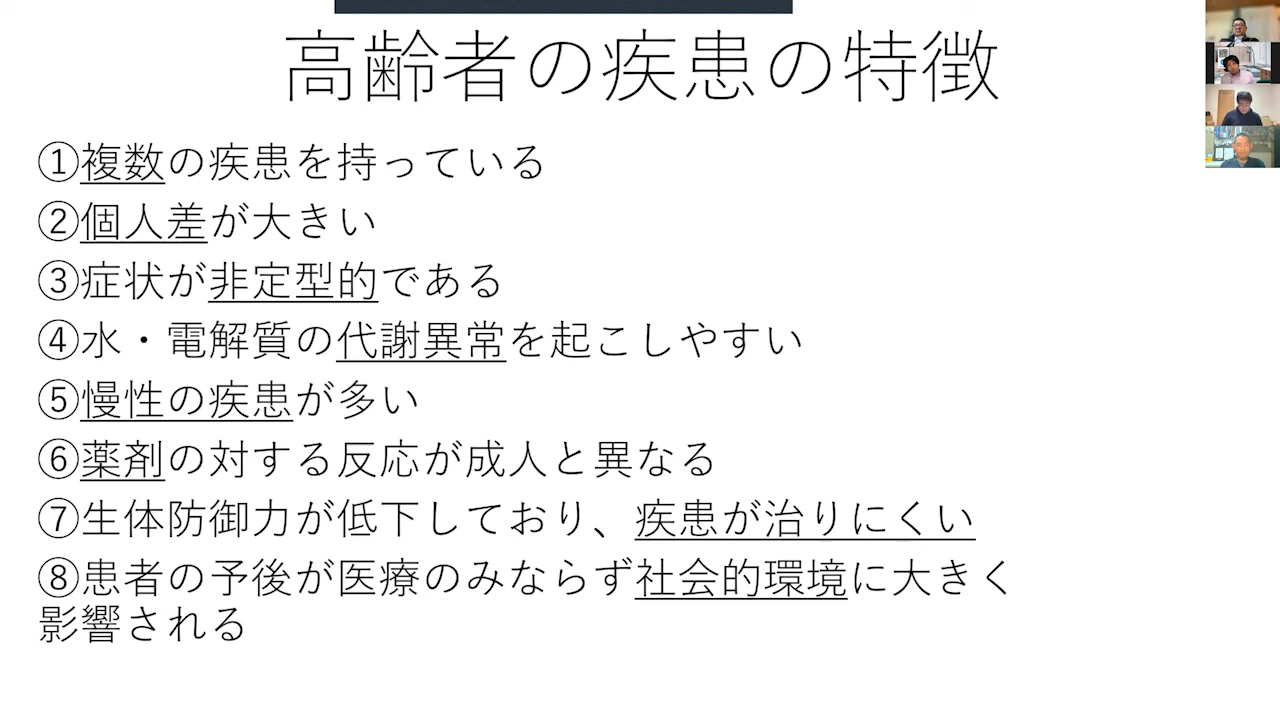 高齢者の疾患の特徴
①複数の疾患を持っている
②個人差が大きい
③症状が非定型的である
④水・電解質の代謝異常を起こしやすい
⑤慢性の疾患が多い
⑥薬剤の対する反応が成人と異なる
⑦生体防御力が低下しており、疾患が治りにくい
⑧患者の予後が医療のみならず社会的環境に大きく
影響される